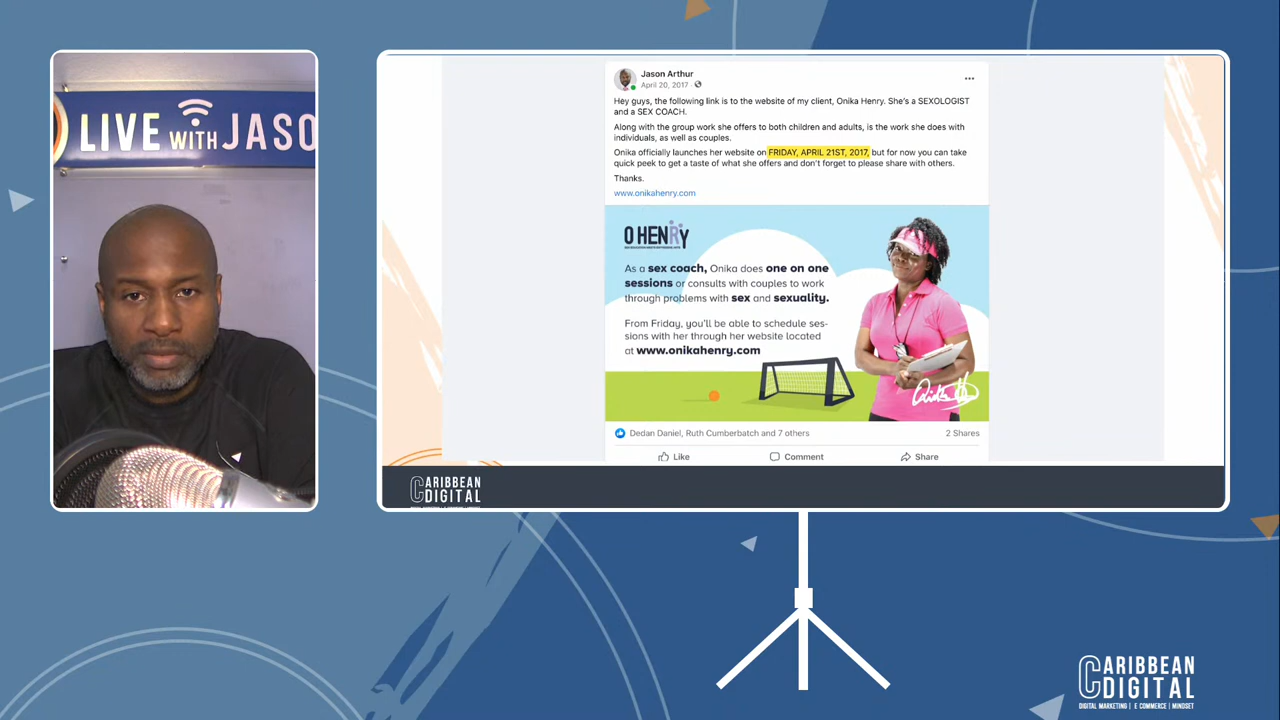 LIVE WITH JASO
Jason Arthur
April 20, 2017
Hey guys, the following link is to the website of my client, Onika Henry. She's a SEXOLOGIST
and a SEX COACH.
Along with the group work she offers to both children and adults, is the work she does with
individuals, as well as couples.
Onika officially launches her website on FRIDAY, APRIL 21ST, 2017, but for now you can take
quick peek to get a taste of what she offers and don't forget to please share with others.
Thanks.
www.onikahenry.com
O HENRY
As a sex coach, Onika does one on one
sessions or consults with couples to work
through problems with sex and sexuality.
From Friday, you'll be able to schedule ses-
sions with her through her website located
at www.onikahenry.com
Dedan Daniel, Ruth Cumberbatch and 7 others
2 Shares
Like
Comment
Share
CARIBBEAN
DIGITAL
CARIBBEAN
DIGITAL
DIGITAL MARKETING | E COMMERCE | MINDSET